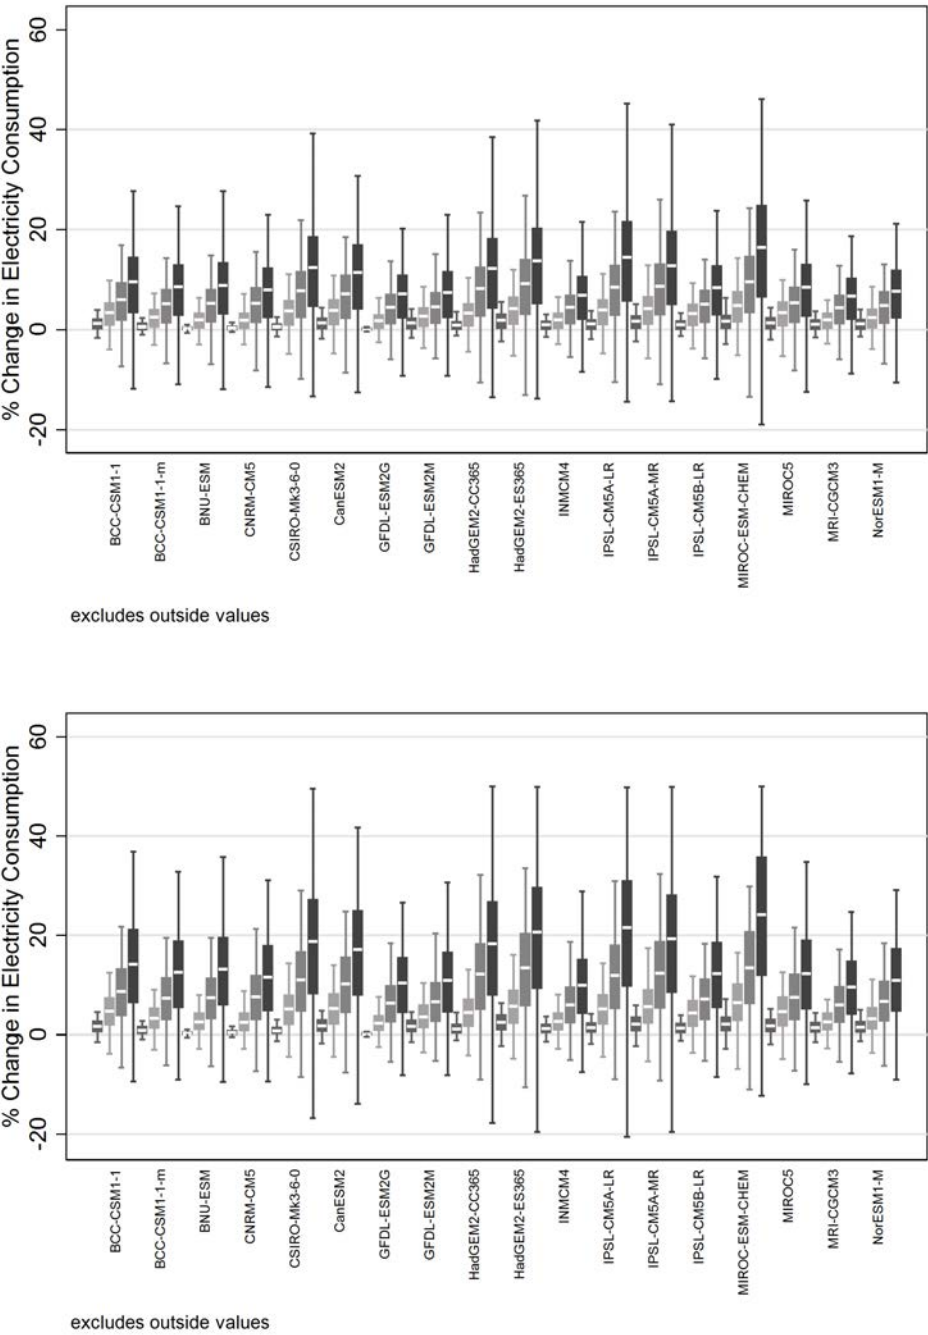 % Change in Electricity Consumption
60
40
20
0
-20
BCC-CSM1-1
BCC-CSM1-1-m
BNU-ESM
CNRM-CM5
CSIRO-Mk3-6-0
CanESM2
GFDL-ESM2G
GFDL-ESM2M
HadGEM2-CC365
HadGEM2-ES365
INMCM4
IPSL-CM5A-LR
IPSL-CM5A-MR
IPSL-CM5B-LR
MIROC-ESM-CHEM
MIROC5
MRI-CGCM3
NorESM1-M
excludes outside values
% Change in Electricity Consumption
60
40
20
0
-20
BCC-CSM1-1
BCC-CSM1-1-m
BNU-ESM
CNRM-CM5
CSIRO-Mk3-6-0
CanESM2
GFDL-ESM2G
GFDL-ESM2M
HadGEM2-CC365
HadGEM2-ES365
INMCM4
IPSL-CM5A-LR
IPSL-CM5A-MR
IPSL-CM5B-LR
MIROC-ESM-CHEM
MIROC5
MRI-CGCM3
NorESM1-M
excludes outside values